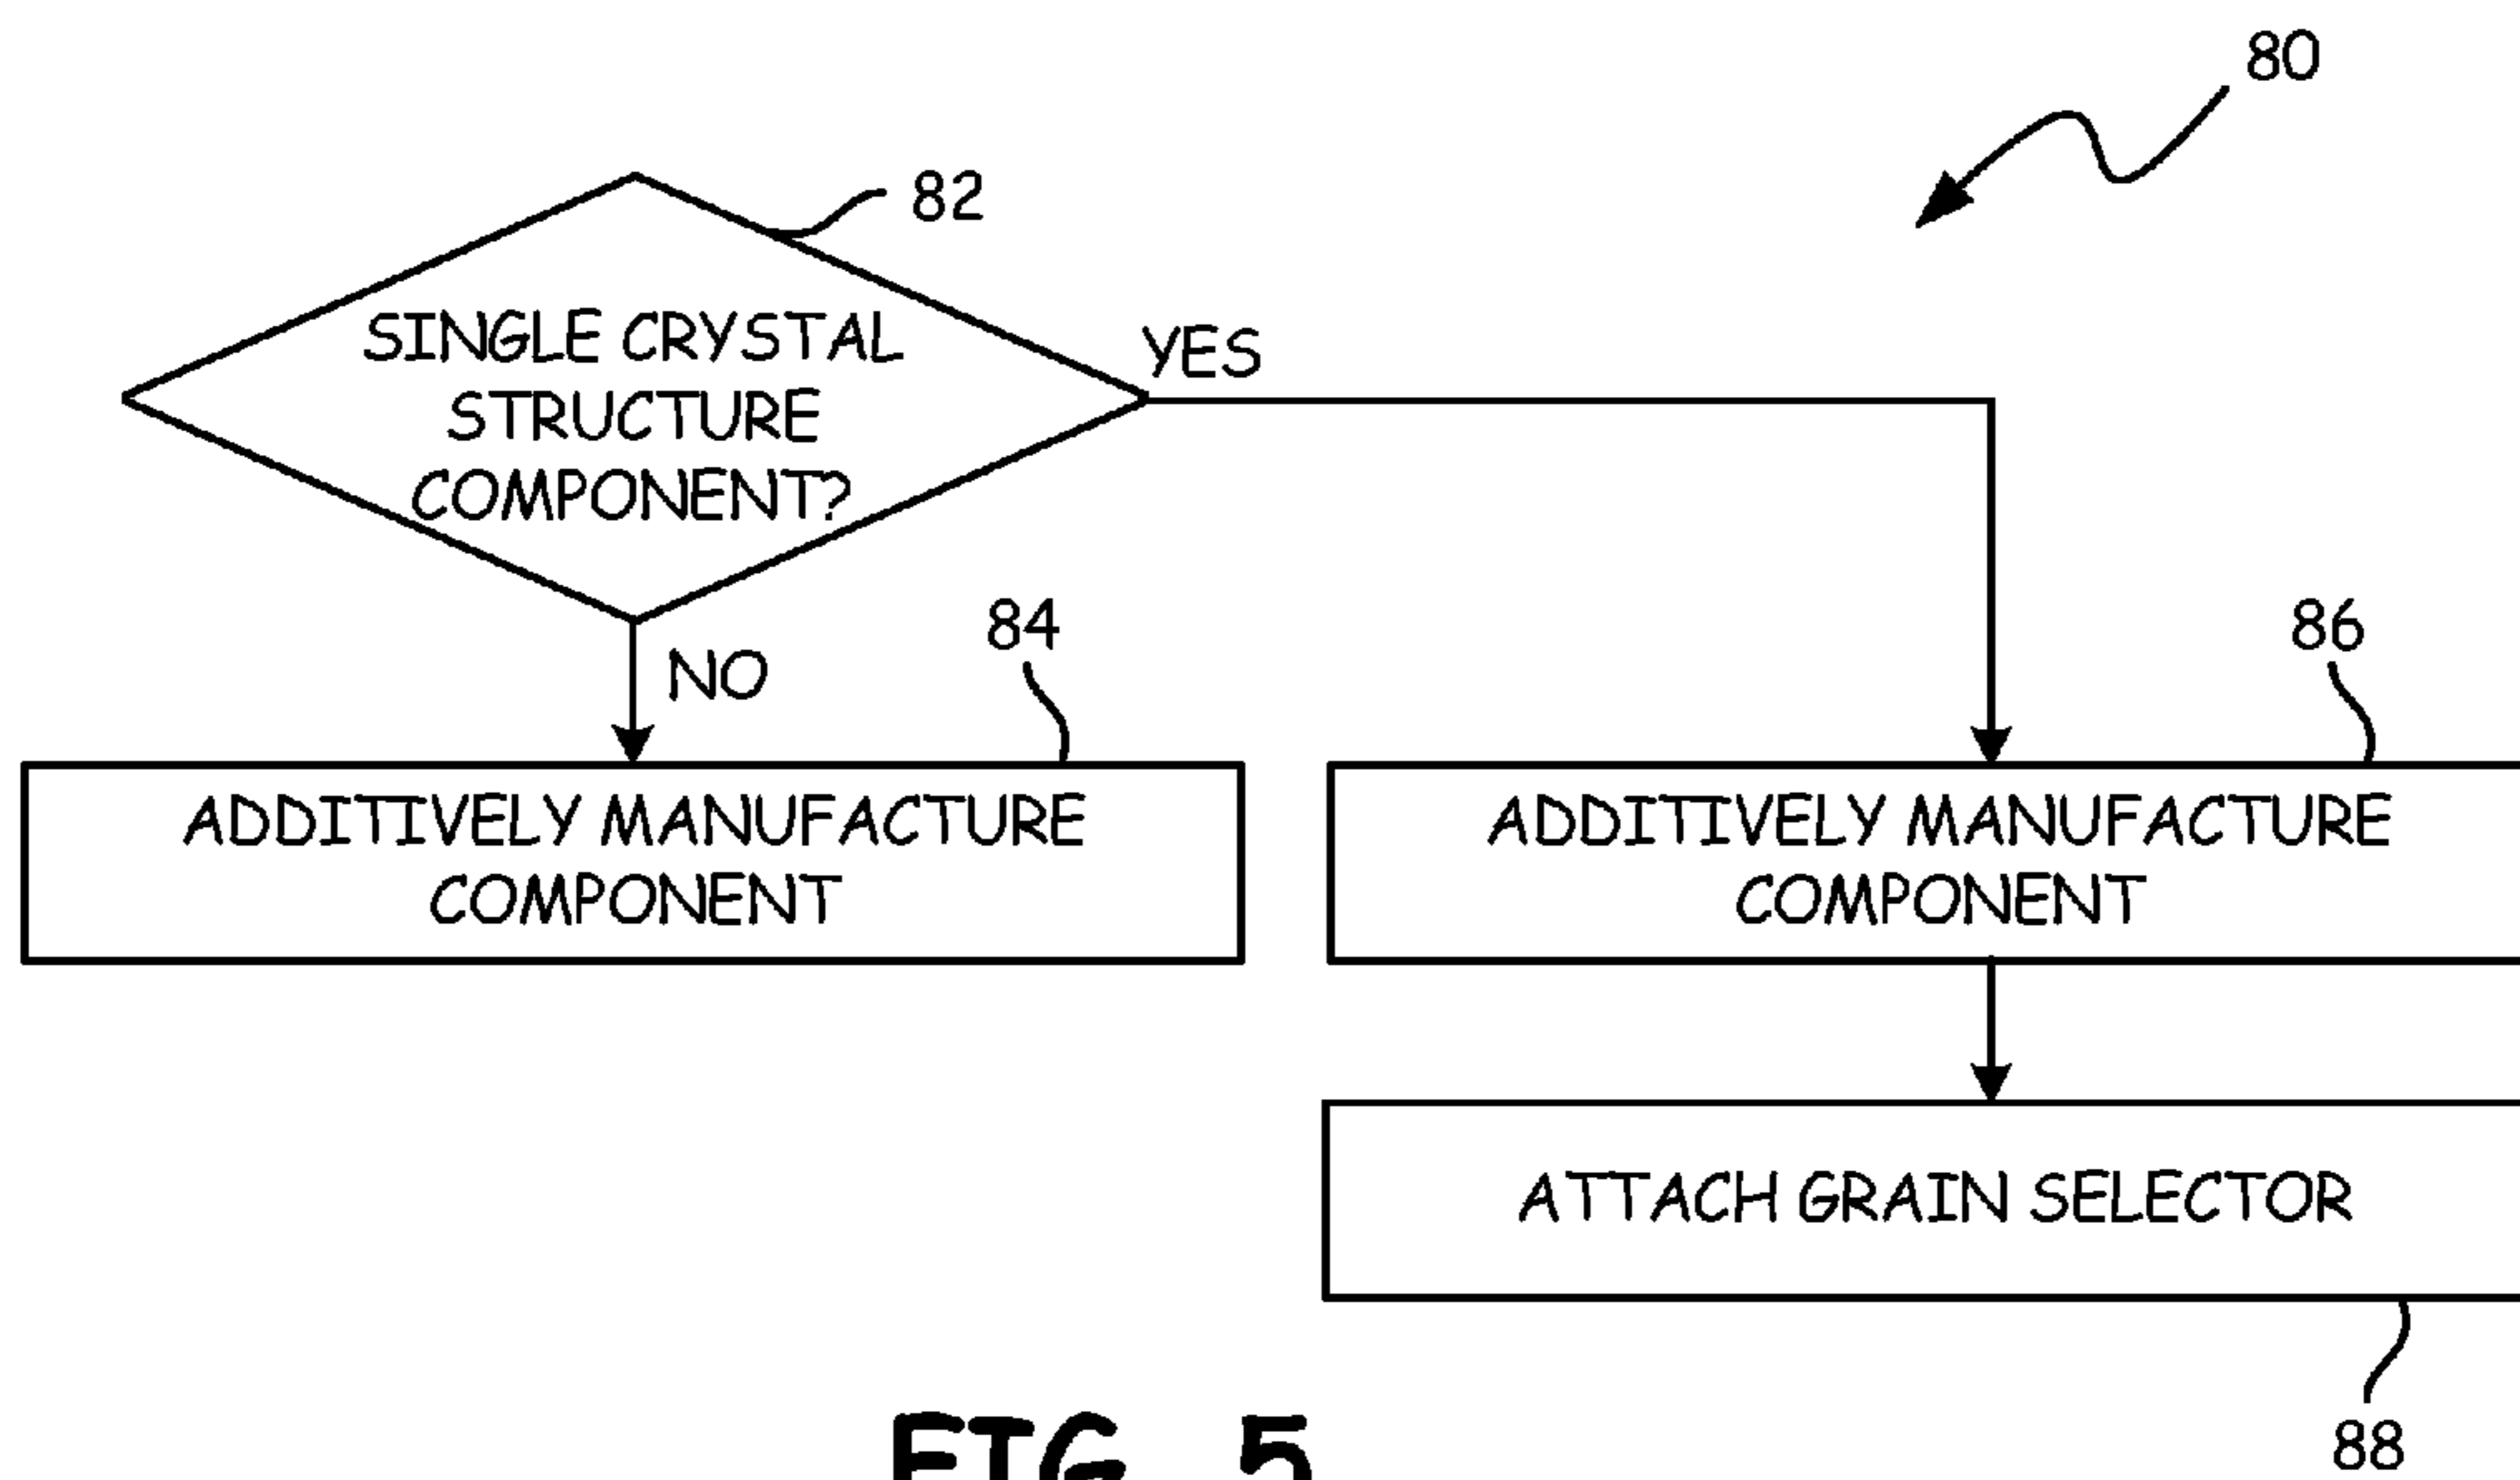 80
82
SINGLE CRYSTAL
STRUCTURE
COMPONENT?
YES
NO
84
86
ADDITIVELY MANUFACTURE
COMPONENT
ADDITIVELY MANUFACTURE
COMPONENT
ATTACH GRAIN SELECTOR
88
FIG. 5